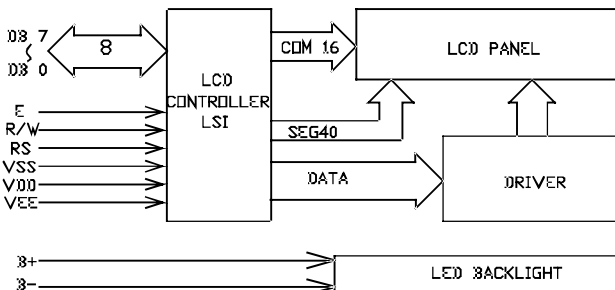 DB 7
8
DB 0
COM 16
LCD PANEL
LCD
CONTROLLER
LSI
E
R/W
RS
VSS
VDD
VEE
SEG40
DATA
DRIVER
B+
B-
LED BACKLIGHT